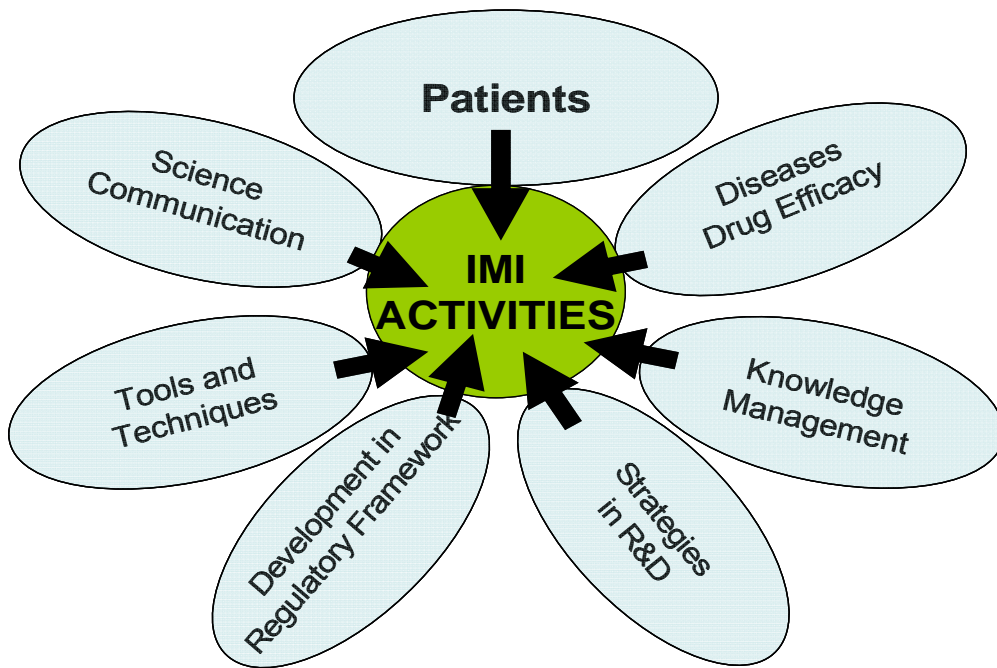 Patients
Science
Communication
Diseases
Drug Efficacy
IMI
ACTIVITIES
Tools and
Techniques
Knowledge
Management
Development in
Regulatory Framework
Strategies
in R&D